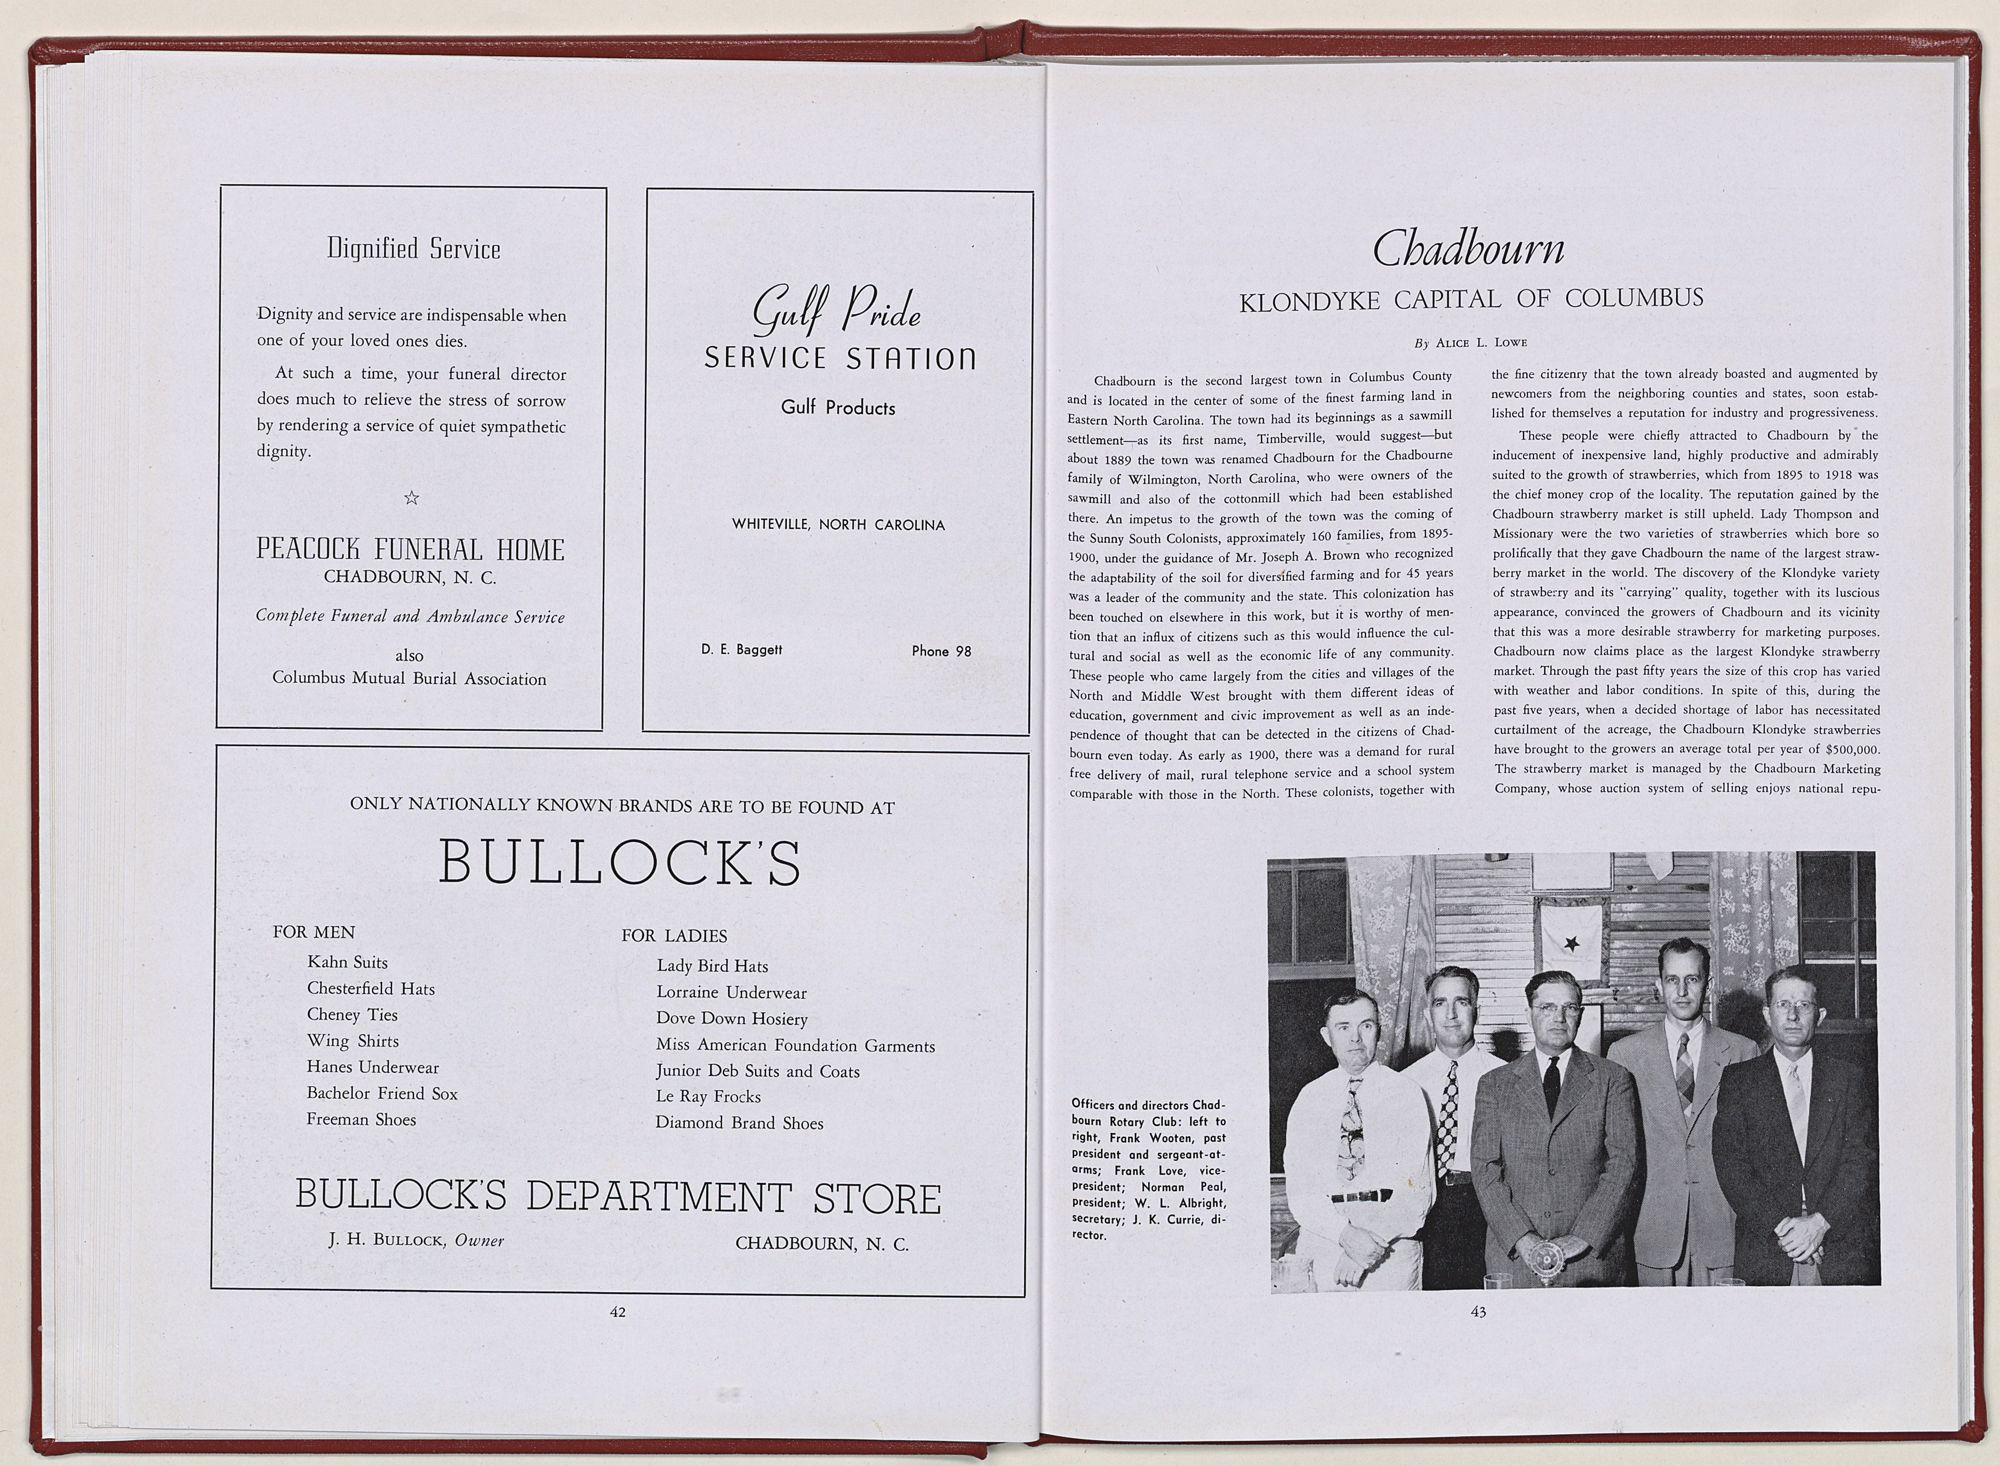 Dignified Service
Dignity and service are indispensable when
one of your loved ones dies.
At such a time, your funeral director
does much to relieve the stress of sorrow
by rendering a service of quiet sympathetic
dignity.
☆
PEACOCK FUNERAL HOME
CHADBOURN, N. C.
Complete Funeral and Ambulance Service
also
Columbus Mutual Burial Association
Gulf Pride
SERVICE STATION
Gulf Products
WHITEVILLE, NORTH CAROLINA
D. E. Baggett Phone 98
ONLY NATIONALLY KNOWN BRANDS ARE TO BE FOUND AT
BULLOCK'S
FOR MEN
Kahn Suits
Chesterfield Hats
Cheney Ties
Wing Shirts
Hanes Underwear
Bachelor Friend Sox
Freeman Shoes
FOR LADIES
Lady Bird Hats
Lorraine Underwear
Dove Down Hosiery
Miss American Foundation Garments
Junior Deb Suits and Coats
Le Ray Frocks
Diamond Brand Shoes
BULLOCK'S DEPARTMENT STORE
J. H. BULLOCK, Owner CHADBOURN, N. C.
42
Chadbourn
KLONDYKE CAPITAL OF COLUMBUS
By ALICE L. LOWE
Chadbourn is the second largest town in Columbus County
and is located in the center of some of the finest farming land in
Eastern North Carolina. The town had its beginnings as a sawmill
settlement—as its first name, Timberville, would suggest—but
about 1889 the town was renamed Chadbourn for the Chadbourne
family of Wilmington, North Carolina, who were owners of the
sawmill and also of the cottonmill which had been established
there. An impetus to the growth of the town was the coming of
the Sunny South Colonists, approximately 160 families, from 1895-
1900, under the guidance of Mr. Joseph A. Brown who recognized
the adaptability of the soil for diversified farming and for 45 years
was a leader of the community and the state. This colonization has
been touched on elsewhere in this work, but it is worthy of men-
tion that an influx of citizens such as this would influence the cul-
tural and social as well as the economic life of any community.
These people who came largely from the cities and villages of the
North and Middle West brought with them different ideas of
education, government and civic improvement as well as an inde-
pendence of thought that can be detected in the citizens of Chad-
bourn even today. As early as 1900, there was a demand for rural
free delivery of mail, rural telephone service and a school system
comparable with those in the North. These colonists, together with
the fine citizenry that the town already boasted and augmented by
newcomers from the neighboring counties and states, soon estab-
lished for themselves a reputation for industry and progressiveness.
These people were chiefly attracted to Chadbourn by the
inducement of inexpensive land, highly productive and admirably
suited to the growth of strawberries, which from 1895 to 1918 was
the chief money crop of the locality. The reputation gained by the
Chadbourn strawberry market is still upheld. Lady Thompson and
Missionary were the two varieties of strawberries which bore so
prolifically that they gave Chadbourn the name of the largest straw-
berry market in the world. The discovery of the Klondyke variety
of strawberry and its "carrying" quality, together with its luscious
appearance, convinced the growers of Chadbourn and its vicinity
that this was a more desirable strawberry for marketing purposes.
Chadbourn now claims place as the largest Klondyke strawberry
market. Through the past fifty years the size of this crop has varied
with weather and labor conditions. In spite of this, during the
past five years, when a decided shortage of labor has necessitated
curtailment of the acreage, the Chadbourn Klondyke strawberries
have brought to the growers an average total per year of $500,000.
The strawberry market is managed by the Chadbourn Marketing
Company, whose auction system of selling enjoys national repu-
Officers and directors Chad-
bourn Rotary Club: left to
right, Frank Wooten, past
president and sergeant-at-
arms; Frank Love, vice-
president; Norman Peal,
president; W. L. Albright,
secretary; J. K. Currie, di-
rector.
43